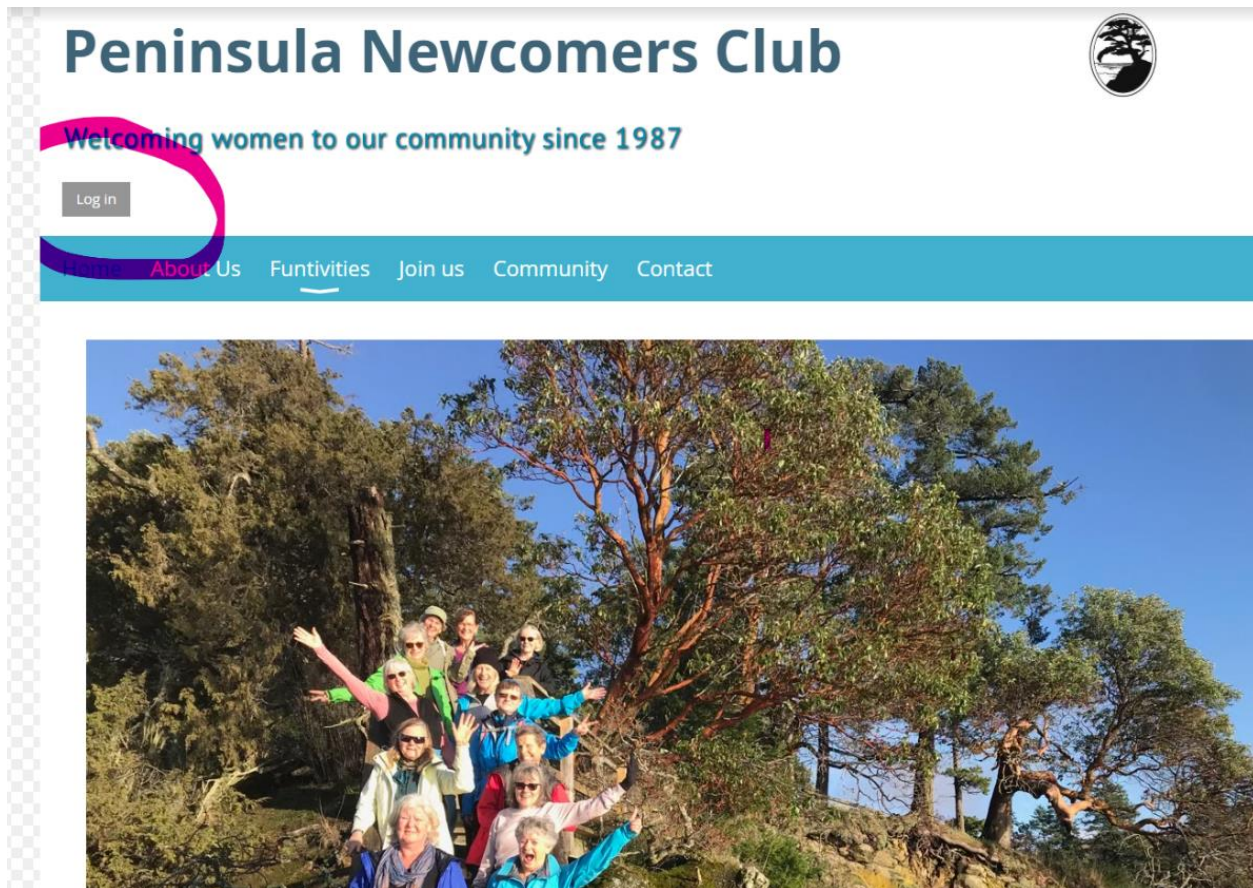 Peninsula Newcomers Club
Welcoming women to our community since 1987
Log in
Home About Us Funtivities Join us Community Contact